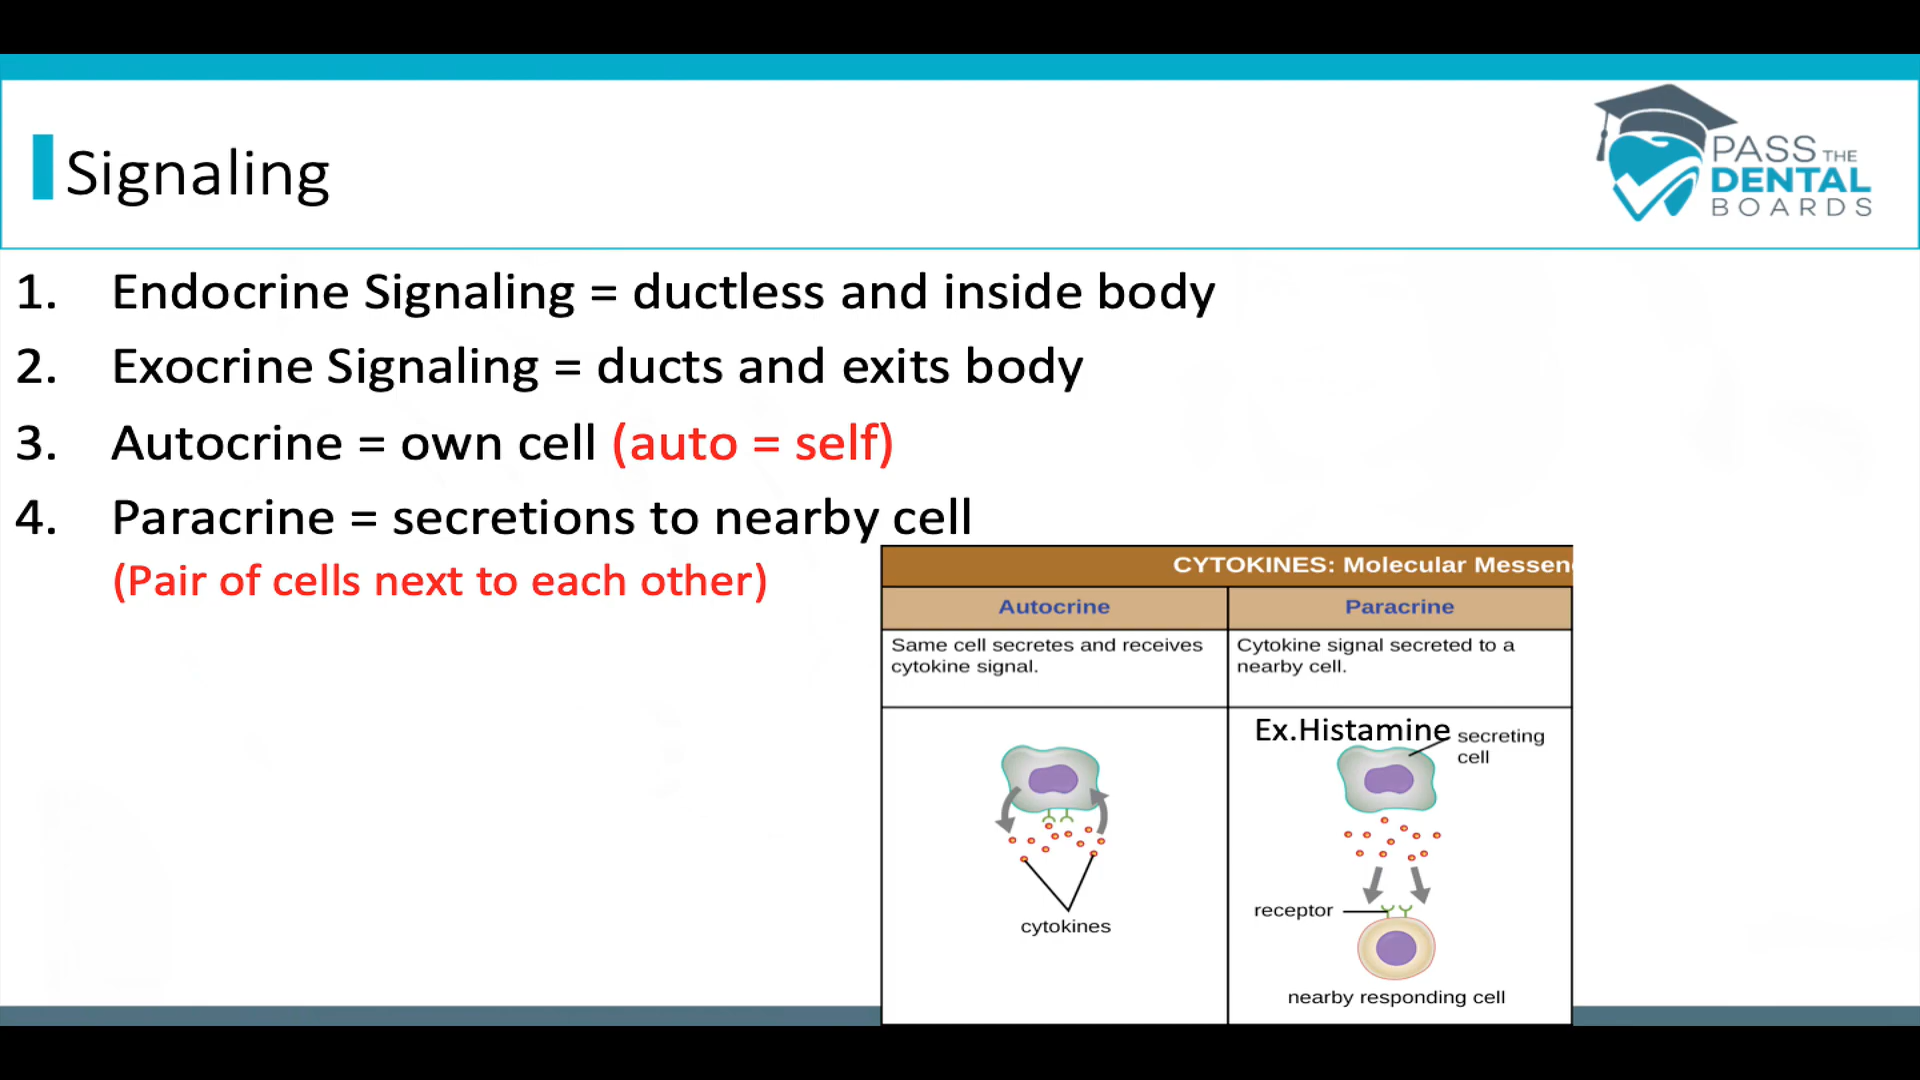 Signaling
PASS THE
DENTAL
BOARDS
1. Endocrine Signaling = ductless and inside body
2. Exocrine Signaling = ducts and exits body
3. Autocrine = own cell (auto = self)
4. Paracrine = secretions to nearby cell
(Pair of cells next to each other)
CYTOKINES: Molecular Messen
Autocrine
Paracrine
Same cell secretes and receives
cytokine signal.
Cytokine signal secreted to a
nearby cell.
Ex.Histamine
secreting
cell
cytokines
receptor
nearby responding cell